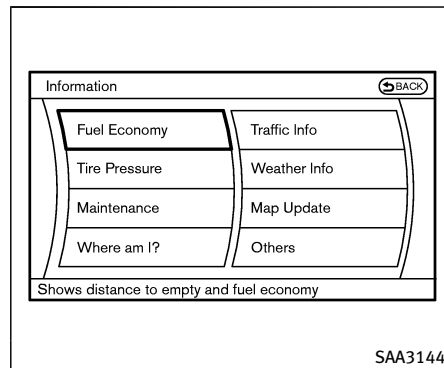 Information
BACK
Fuel Economy
Traffic Info
Tire Pressure
Weather Info
Maintenance
Map Update
Where am I?
Others
Shows distance to empty and fuel economy
SAA3144